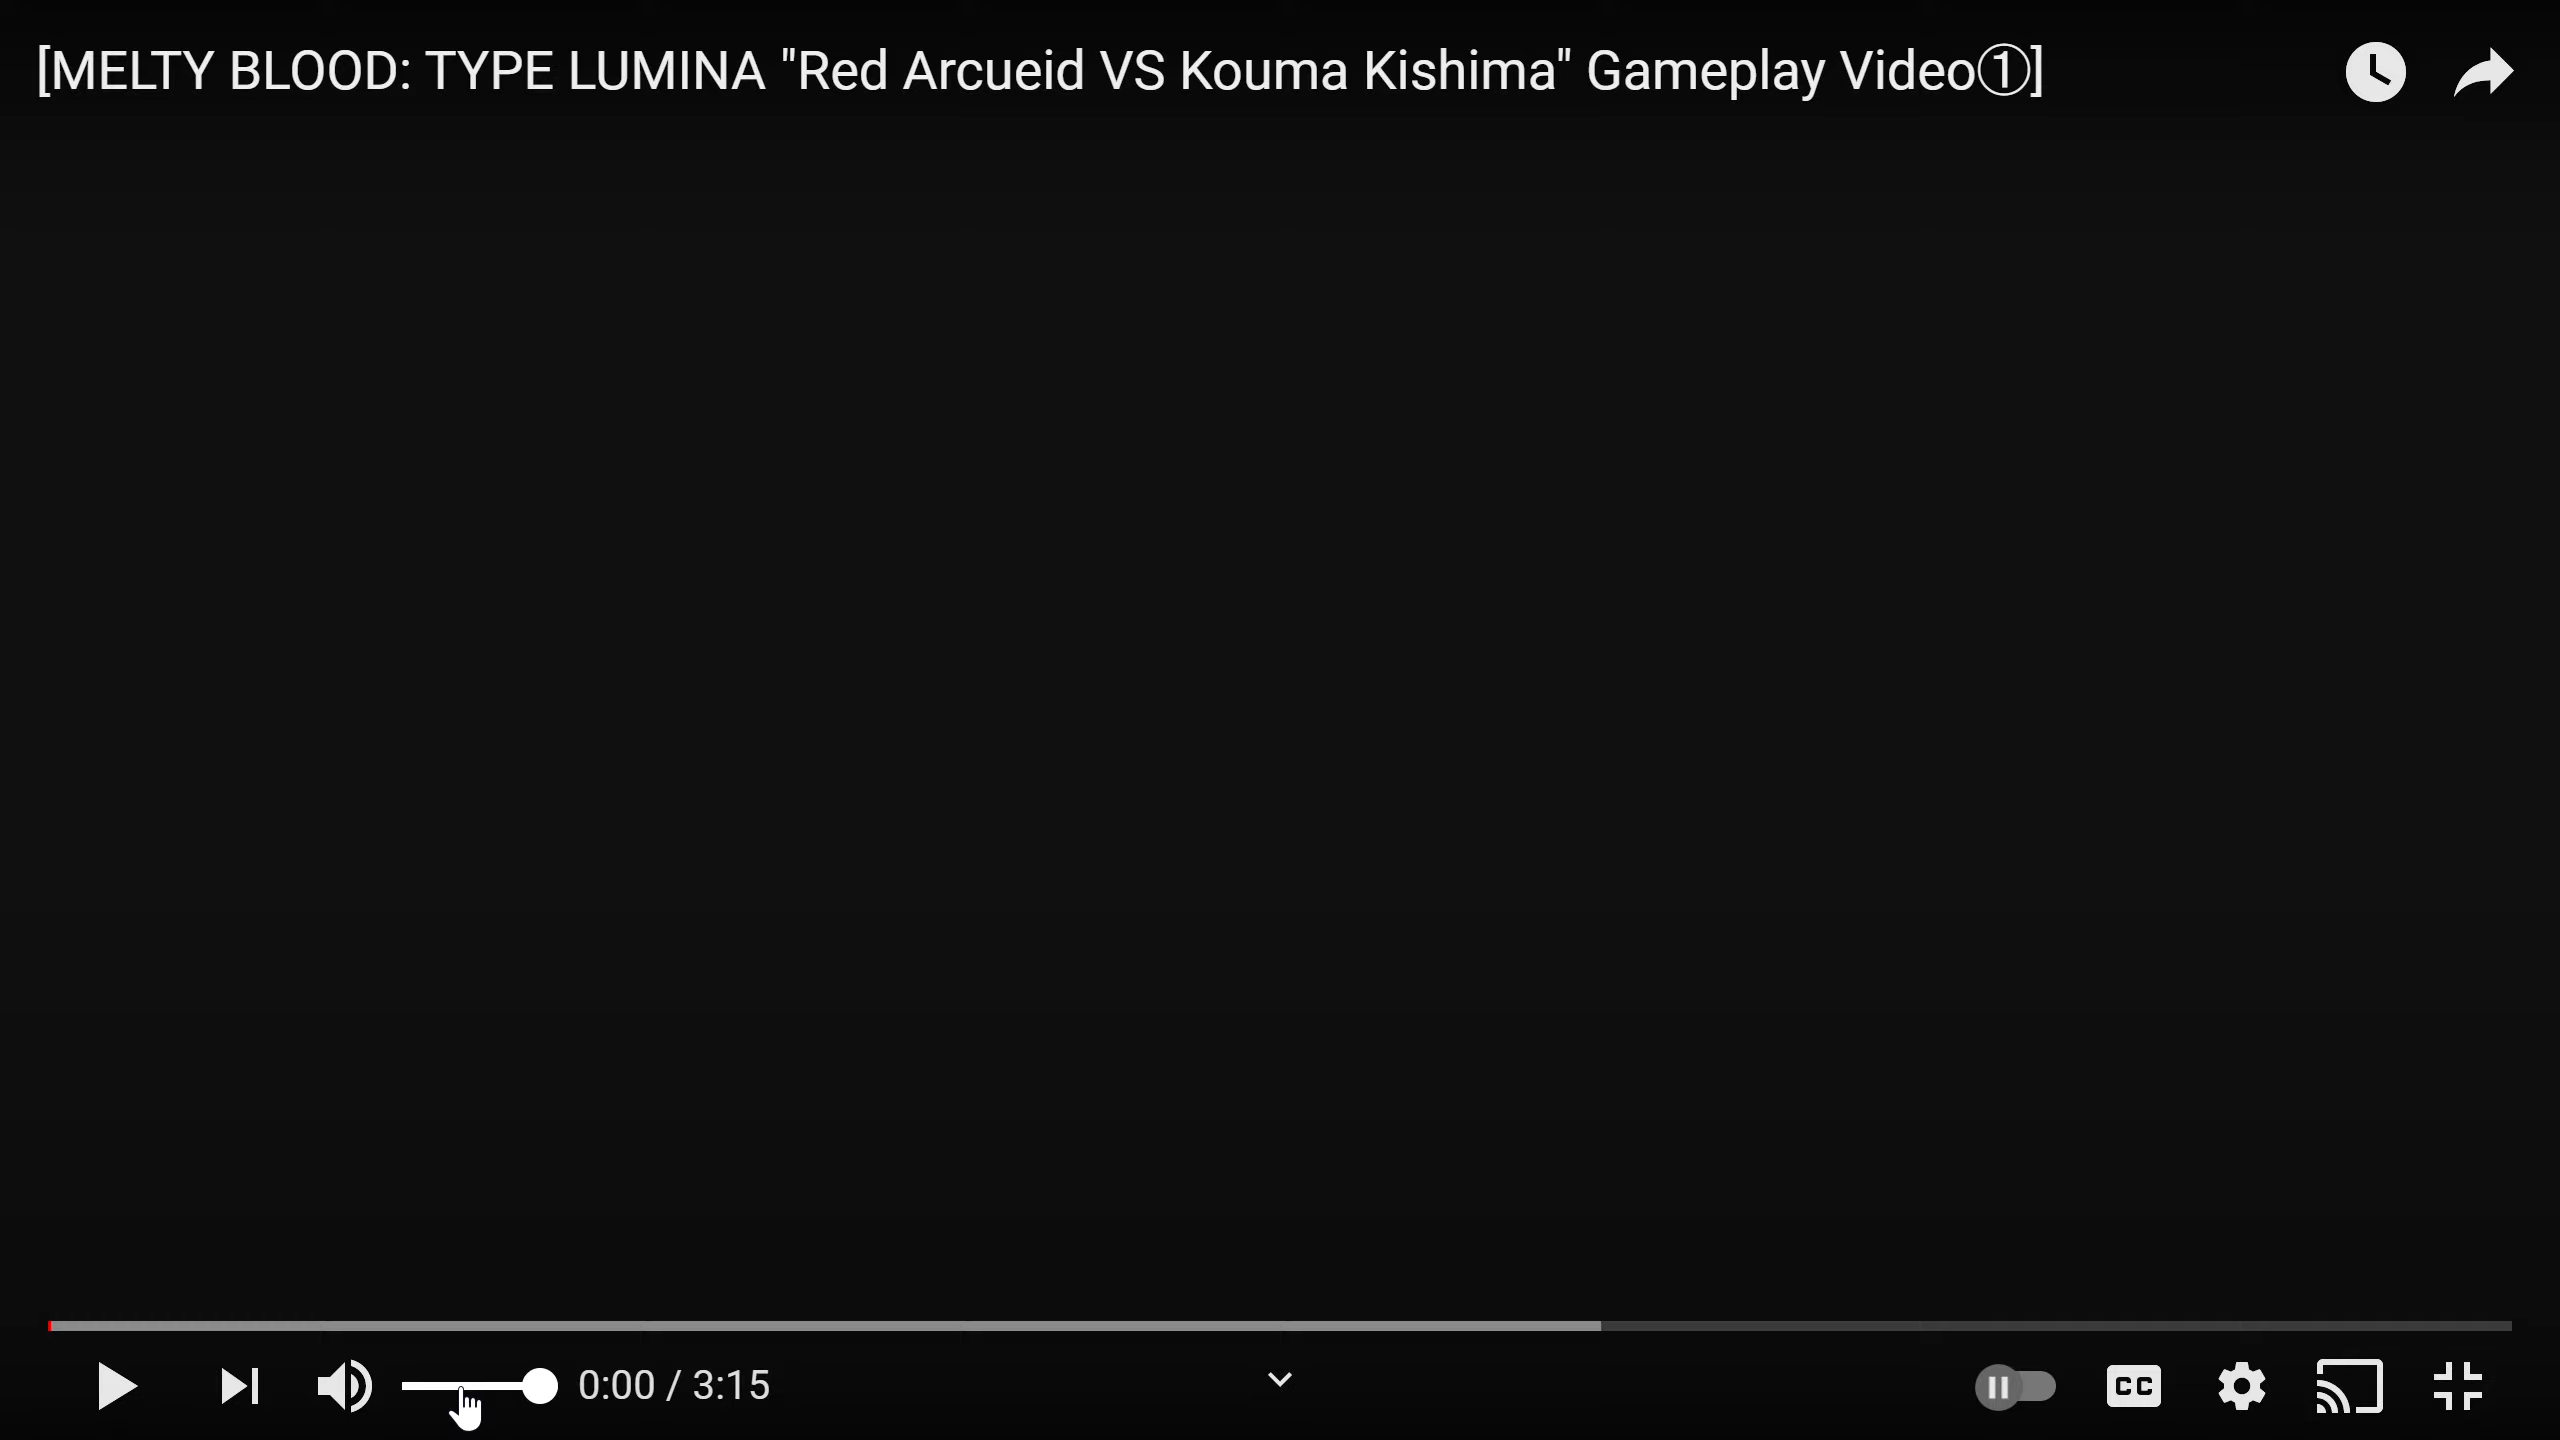 [MELTY BLOOD: TYPE LUMINA "Red Arcueid VS Kouma Kishima" Gameplay Video①]
0:00 / 3:15
CC